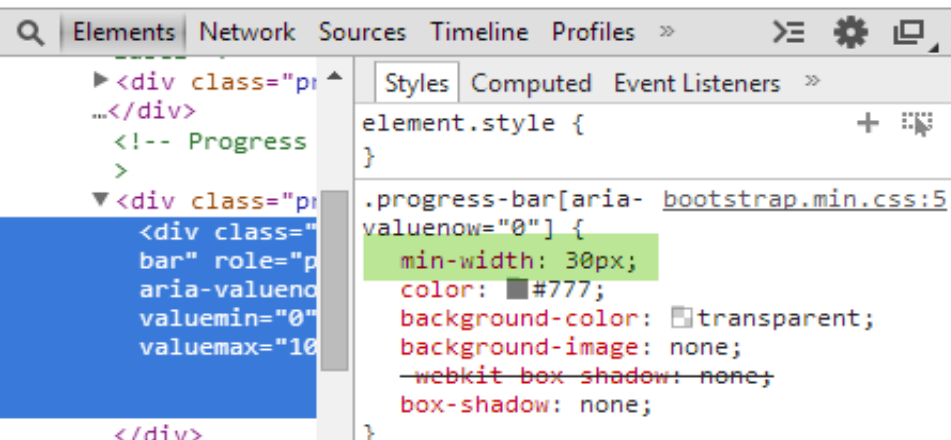 Elements Network Sources Timeline Profiles »
▶<div class="pr
…</div>
<!-- Progress
>
▼<div class="pr
<div class="
bar" role="p
aria-valueno
valuemin="0"
valuemax="10
</div>
Styles Computed Event Listeners »
element.style {
}
.progress-bar[aria- bootstrap.min.css:5
valuenow="0"] {
min-width: 30px;
color: #777;
background-color: transparent;
background-image: none;
-webkit-box-shadow: none;
box-shadow: none;
}